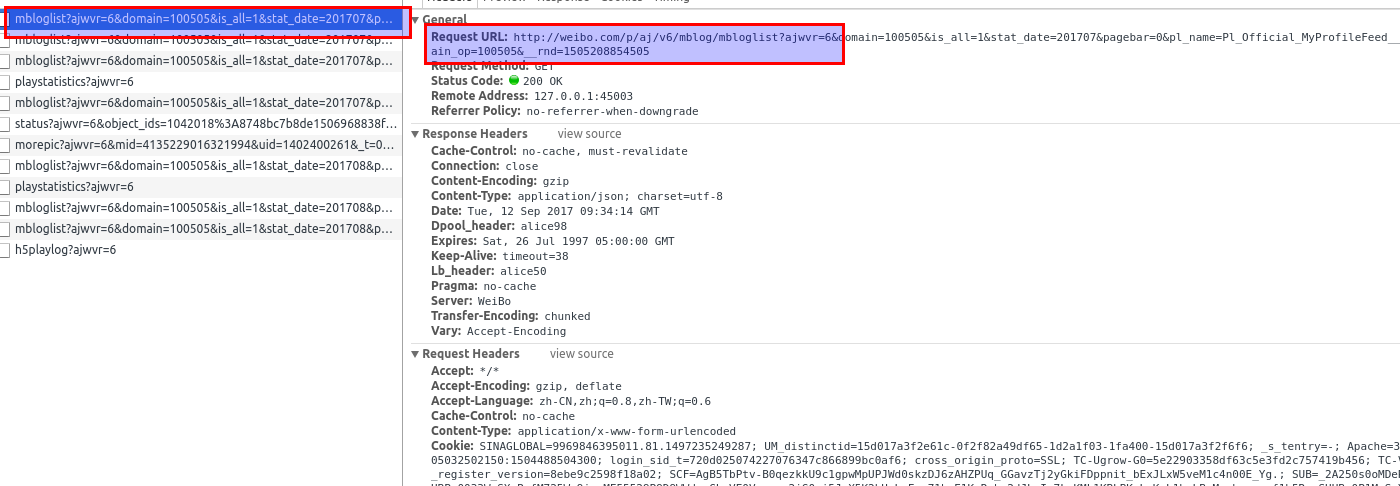 mbloglist?ajwvr=6&domain=100505&is_all=1&stat_date=201707&p...
mbloglist?ajwvr=6&domain=100505&is_all=1&stat_date=201707&p...
mbloglist?ajwvr=6&domain=100505&is_all=1&stat_date=201707&p...
playstatistics?ajwvr=6
mbloglist?ajwvr=6&domain=100505&is_all=1&stat_date=201707&p...
status?ajwvr=6&object_ids=1042018%3A8748bc7b8de1506968838f...
morepic?ajwvr=6&mid=4135229016321994&uid=1402400261&_t=0...
mbloglist?ajwvr=6&domain=100505&is_all=1&stat_date=201708&p...
playstatistics?ajwvr=6
mbloglist?ajwvr=6&domain=100505&is_all=1&stat_date=201708&p...
mbloglist?ajwvr=6&domain=100505&is_all=1&stat_date=201708&p...
h5playlog?ajwvr=6
General
Request URL: http://weibo.com/p/aj/v6/mblog/mbloglist?ajwvr=6&domain=100505&is_all=1&stat_date=201707&pagebar=0&pl_name=Pl_Official_MyProfileFeed__
ain_op=100505&__rnd=1505208854505
Request Method: GET
Status Code: 200 OK
Remote Address: 127.0.0.1:45003
Referrer Policy: no-referrer-when-downgrade
Response Headers view source
Cache-Control: no-cache, must-revalidate
Connection: close
Content-Encoding: gzip
Content-Type: application/json; charset=utf-8
Date: Tue, 12 Sep 2017 09:34:14 GMT
Dpool_header: alice98
Expires: Sat, 26 Jul 1997 05:00:00 GMT
Keep-Alive: timeout=38
Lb_header: alice50
Pragma: no-cache
Server: WeiBo
Transfer-Encoding: chunked
Vary: Accept-Encoding
Request Headers view source
Accept: */*
Accept-Encoding: gzip, deflate
Accept-Language: zh-CN,zh;q=0.8,zh-TW;q=0.6
Cache-Control: no-cache
Content-Type: application/x-www-form-urlencoded
Cookie: SINAGLOBAL=9969846395011.81.1497235249287; UM_distinctid=15d017a3f2e61c-0f2f82a49df65-1d2a1f03-1fa400-15d017a3f2f6f6; _s_tentry=-; Apache=3
05032502150:1504488504300; login_sid_t=720d025074227076347c866899bc0af6; cross_origin_proto=SSL; TC-Ugrow-G0=5e22903358df63c5e3fd2c757419b456; TC-
_register_version=8ebe9c2598f18a02; SCF=AgB5TbPtv-B0qezkkU9c1gpwMpUPJWd0skzDJ6zAHZPUq_GGavzTj2yGkiFDppnit_bExJLxW5veM1c4n00E_Yg.; SUB=_2A250s0oMDeR